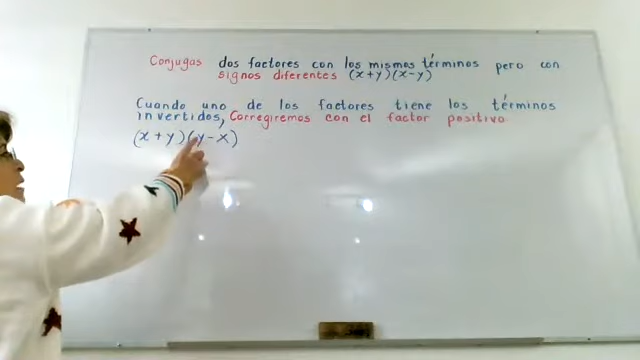 Conjugas dos factores con los mismos términos pero con
signos diferentes (x+y)(x-y)
Cuando uno de los factores tiene los términos
invertidos, Corregiremos con el factor positivo
(x+y)(y-x)